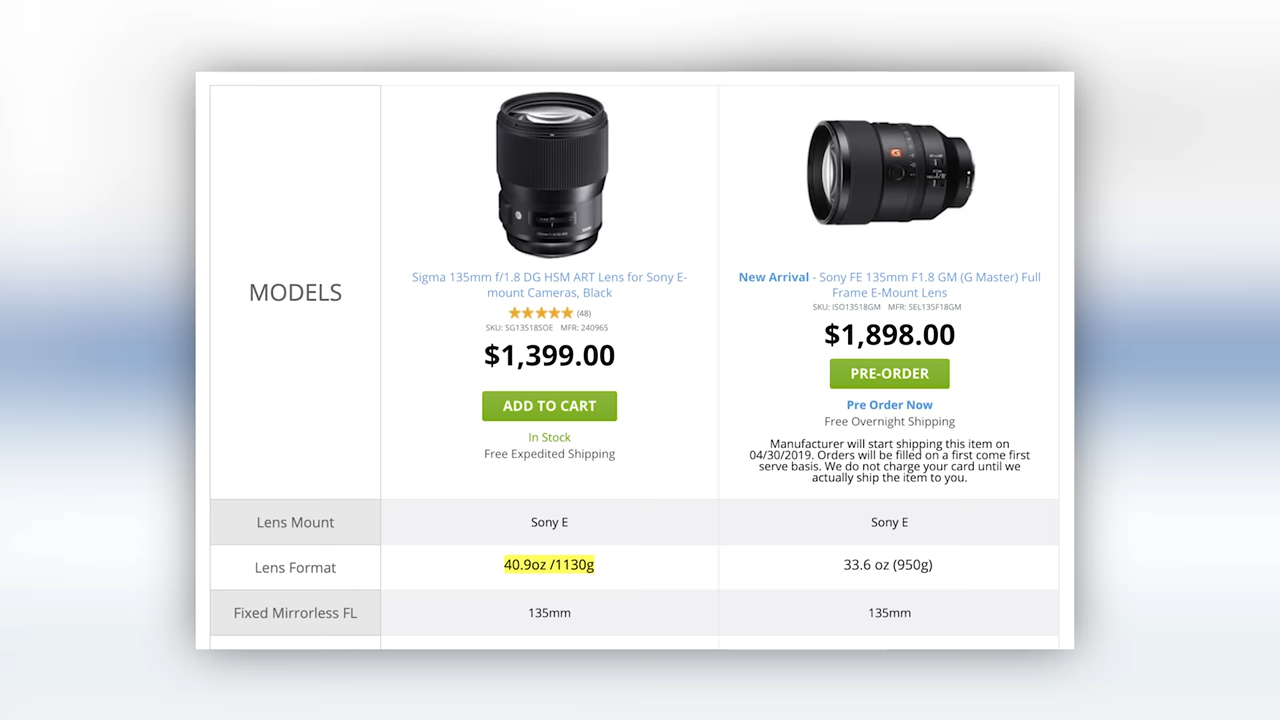 MODELS
Sigma 135mm f/1.8 DG HSM ART Lens for Sony E-
mount Cameras, Black
(48)
SKU: SG13518SOE MFR: 240965
$1,399.00
ADD TO CART
In Stock
Free Expedited Shipping
New Arrival - Sony FE 135mm F1.8 GM (G Master) Full
Frame E-Mount Lens
SKU: ISO13518GM MFR: SEL135F18GM
$1,898.00
PRE-ORDER
Pre Order Now
Free Overnight Shipping
Manufacturer will start shipping this item on
04/30/2019. Orders will be filled on a first come first
serve basis. We do not charge your card until we
actually ship the item to you.
Lens Mount
Sony E
Sony E
Lens Format
40.9oz /1130g
33.6 oz (950g)
Fixed Mirrorless FL
135mm
135mm